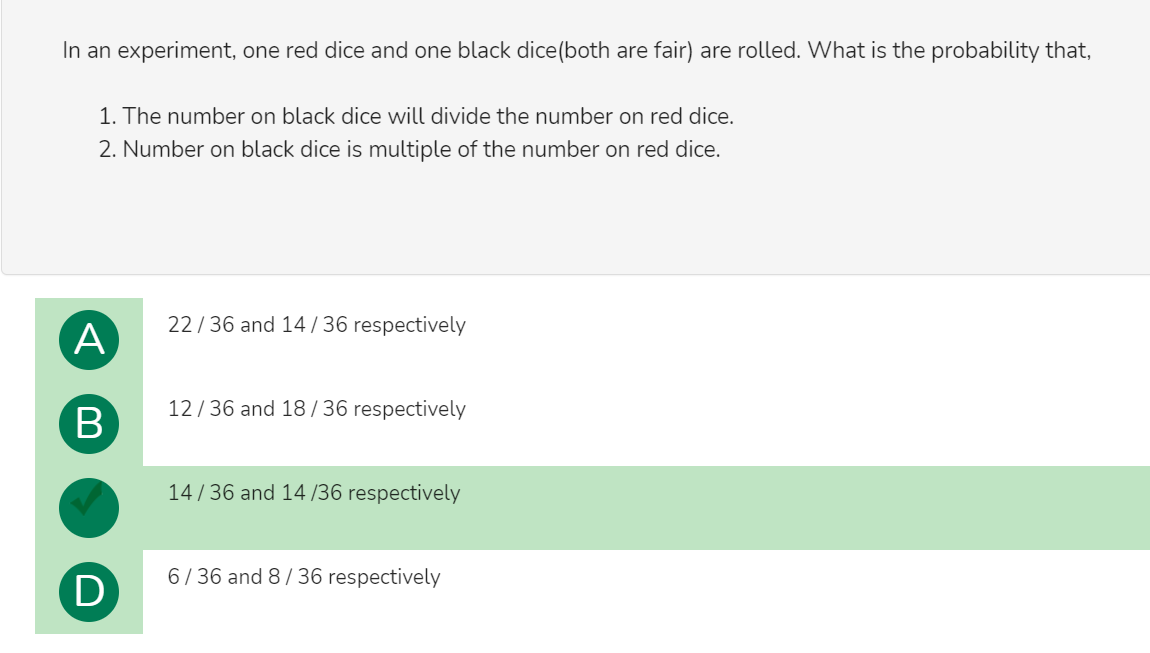 In an experiment, one red dice and one black dice(both are fair) are rolled. What is the probability that,
1. The number on black dice will divide the number on red dice.
2. Number on black dice is multiple of the number on red dice.
A 22 / 36 and 14 / 36 respectively
B 12 / 36 and 18 / 36 respectively
14 / 36 and 14 /36 respectively
D 6 / 36 and 8 / 36 respectively